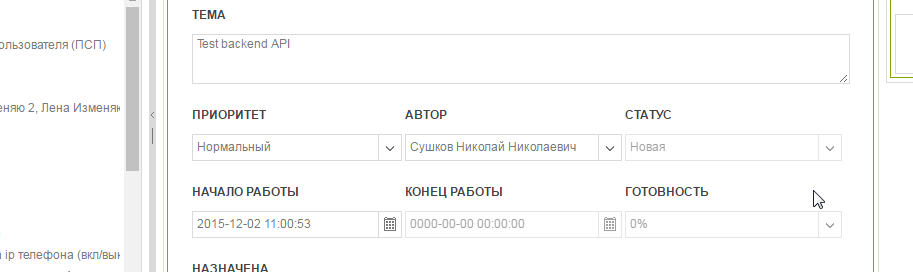 ТЕМА
ользователя (ПСП)
Test backend API
еняю 2, Лена Изменяю
ПРИОРИТЕТ АВТОР СТАТУС
Нормальный Сушков Николай Николаевич Новая
НАЧАЛО РАБОТЫ КОНЕЦ РАБОТЫ ГОТОВНОСТЬ
2015-12-02 11:00:53 0000-00-00 00:00:00 0%
ip телефона (вкл/вык
НАЗНАЧЕНА